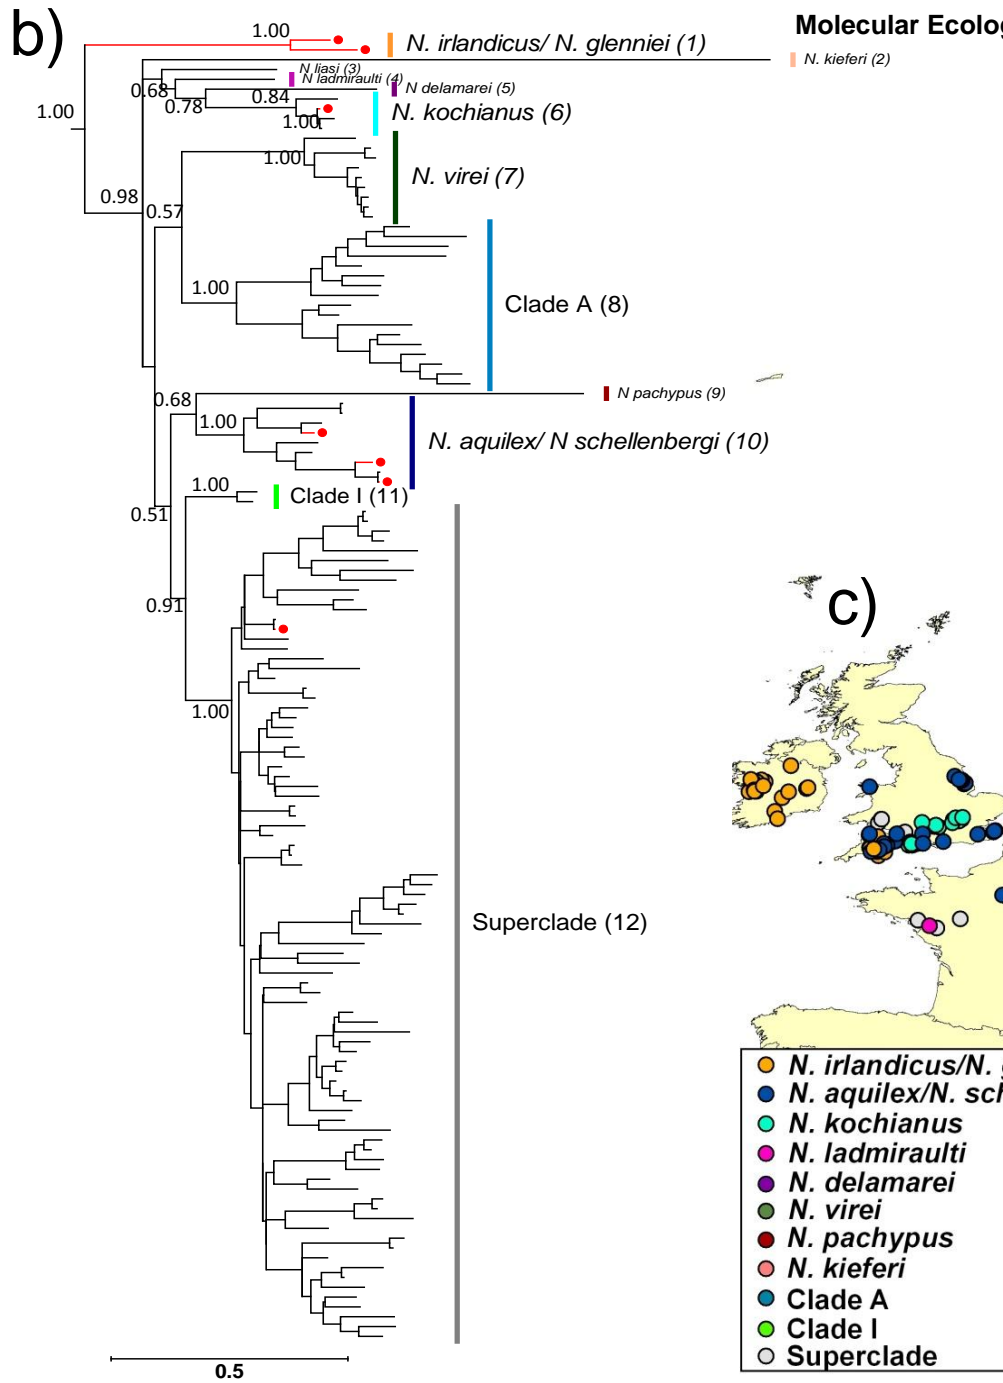 b)
Molecular Ecolog
1.00
N. irlandicus/ N. glenniei (1)
N. kieferi (2)
N liasi (3)
N ladmiraulti (4)
0.68
N delamarei (5)
0.84
0.78
1.00
N. kochianus (6)
1.00
1.00
N. virei (7)
0.98
0.57
1.00
Clade A (8)
N pachypus (9)
0.68
1.00
N. aquilex/ N schellenbergi (10)
1.00
Clade I (11)
0.51
0.91
1.00
Superclade (12)
0.5
c)
N. irlandicus/N. g
N. aquilex/N. sch
N. kochianus
N. ladmiraulti
N. delamarei
N. virei
N. pachypus
N. kieferi
Clade A
Clade I
Superclade